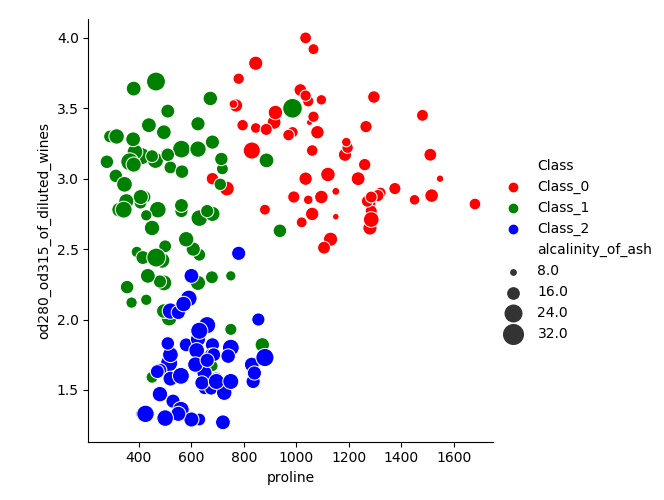 4.0
3.5
3.0
2.5
2.0
1.5
od280_od315_of_diluted_wines
400 600 800 1000 1200 1400 1600
proline
Class
Class_0
Class_1
Class_2
alcalinity_of_ash
8.0
16.0
24.0
32.0